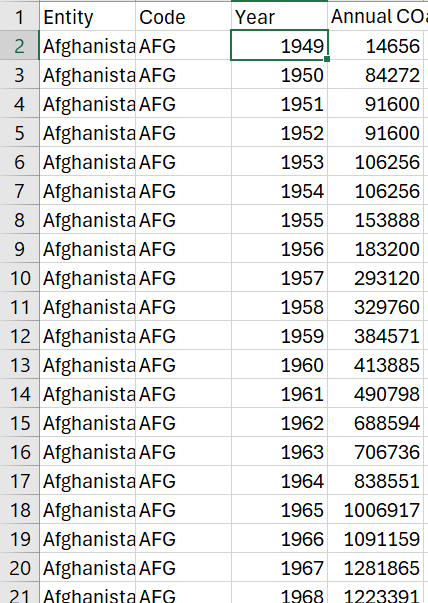 1 Entity Code Year Annual CO₂
2 Afghanista AFG 1949 14656
3 Afghanista AFG 1950 84272
4 Afghanista AFG 1951 91600
5 Afghanista AFG 1952 91600
6 Afghanista AFG 1953 106256
7 Afghanista AFG 1954 106256
8 Afghanista AFG 1955 153888
9 Afghanista AFG 1956 183200
10 Afghanista AFG 1957 293120
11 Afghanista AFG 1958 329760
12 Afghanista AFG 1959 384571
13 Afghanista AFG 1960 413885
14 Afghanista AFG 1961 490798
15 Afghanista AFG 1962 688594
16 Afghanista AFG 1963 706736
17 Afghanista AFG 1964 838551
18 Afghanista AFG 1965 1006917
19 Afghanista AFG 1966 1091159
20 Afghanista AFG 1967 1281865
21 Afghanista AFG 1968 1223391